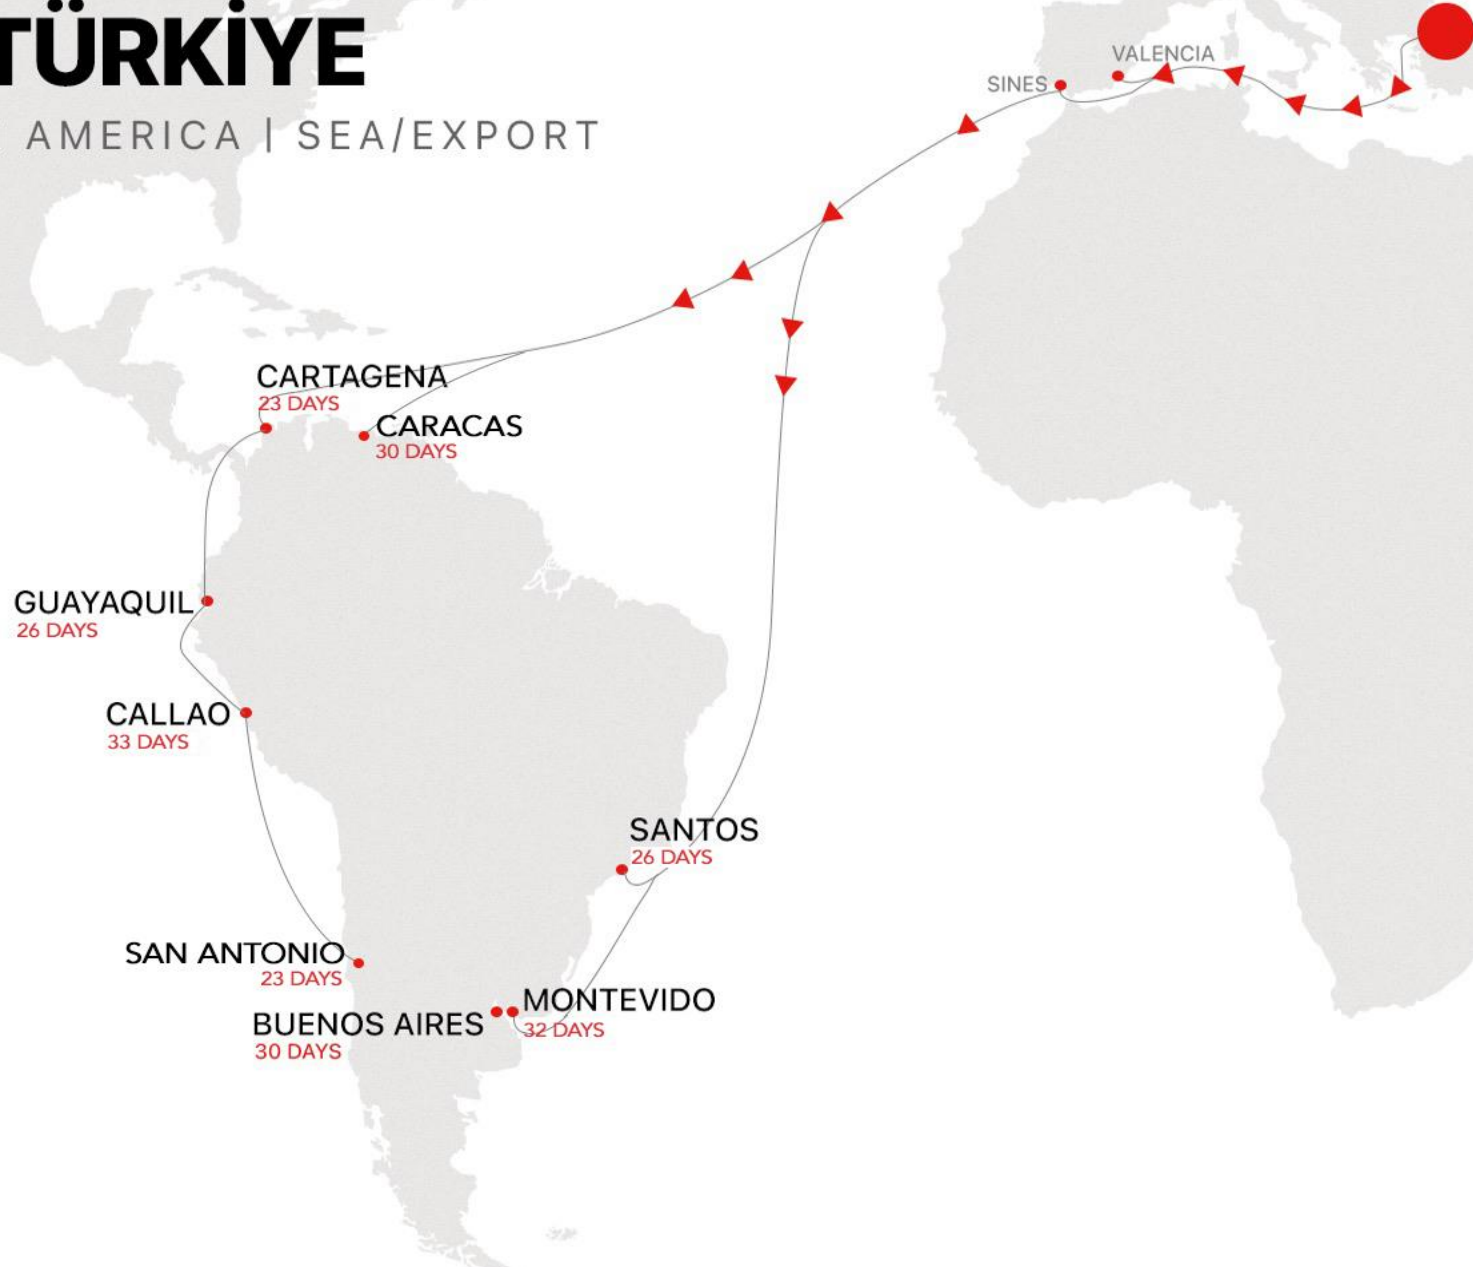 TÜRKİYE
AMERICA | SEA/EXPORT
VALENCIA
SINES
CARTAGENA
23 DAYS
CARACAS
30 DAYS
GUAYAQUIL
26 DAYS
CALLAO
33 DAYS
SANTOS
26 DAYS
SAN ANTONIO
23 DAYS
MONTEVIDO
32 DAYS
BUENOS AIRES
30 DAYS